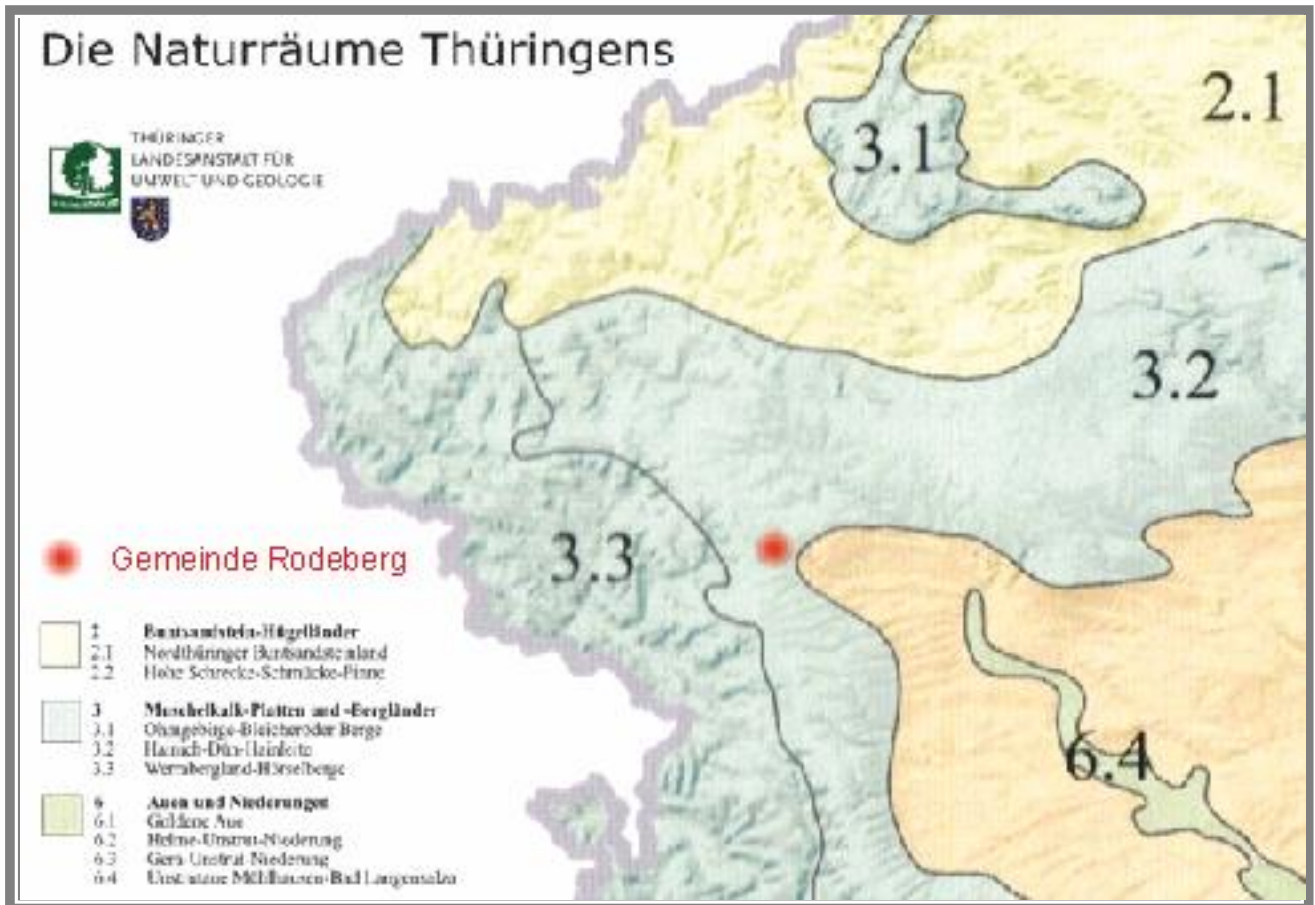 Die Naturräume Thüringens
THÜRINGER
LANDESANSTALT FÜR
UMWELT UND GEOLOGIE
2.1
3.1
3.2
3.3
6.4
Gemeinde Rodeberg
2 Buntsandstein-Hügelländer
2.1 Nordthüringer Buntsandsteinland
2.2 Hohe Schrecke-Schmücke-Finne
3 Muschelkalk-Platten und -Bergländer
3.1 Ohmgebirge-Bleicheröder Berge
3.2 Hainich-Dün-Hainleite
3.3 Werrabergland-Hörselberge
6 Auen und Niederungen
6.1 Goldene Aue
6.2 Helme-Unstrut-Niederung
6.3 Gera-Unstrut-Niederung
6.4 Unstrutaue Mühlhausen-Bad Langensalza